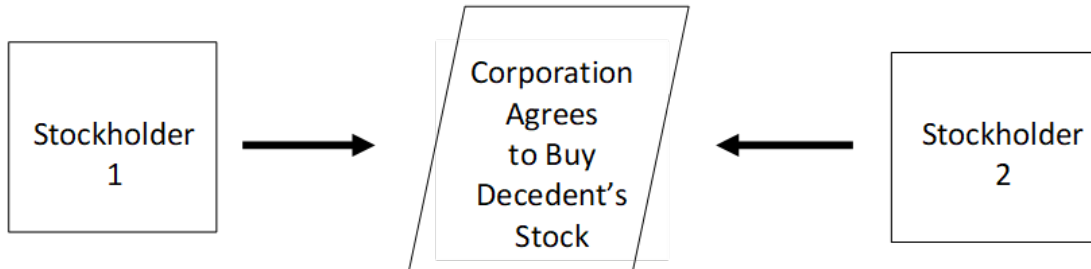 Stockholder
1
Corporation
Agrees
to Buy
Decedent's
Stock
Stockholder
2